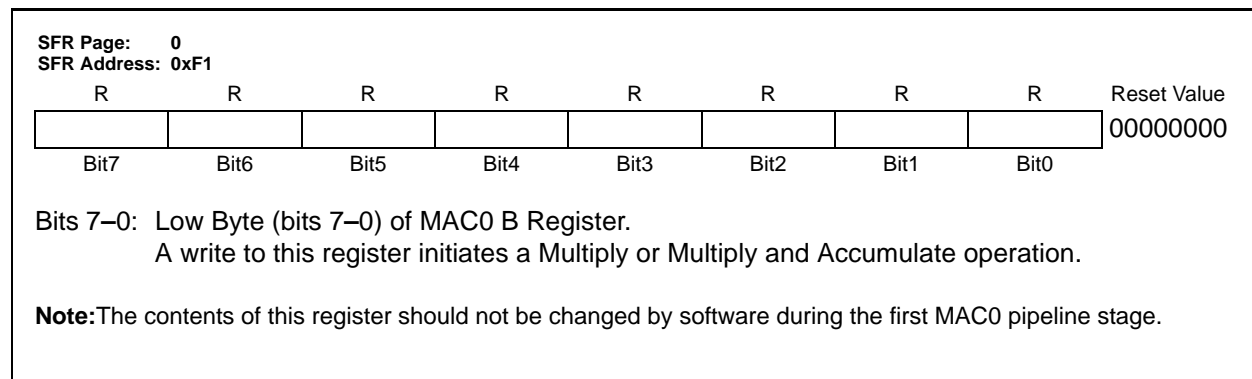 SFR Page: 0
SFR Address: 0xF1
R R R R R R R R Reset Value
00000000
Bit7 Bit6 Bit5 Bit4 Bit3 Bit2 Bit1 Bit0
Bits 7–0: Low Byte (bits 7–0) of MAC0 B Register.
A write to this register initiates a Multiply or Multiply and Accumulate operation.
Note:The contents of this register should not be changed by software during the first MAC0 pipeline stage.